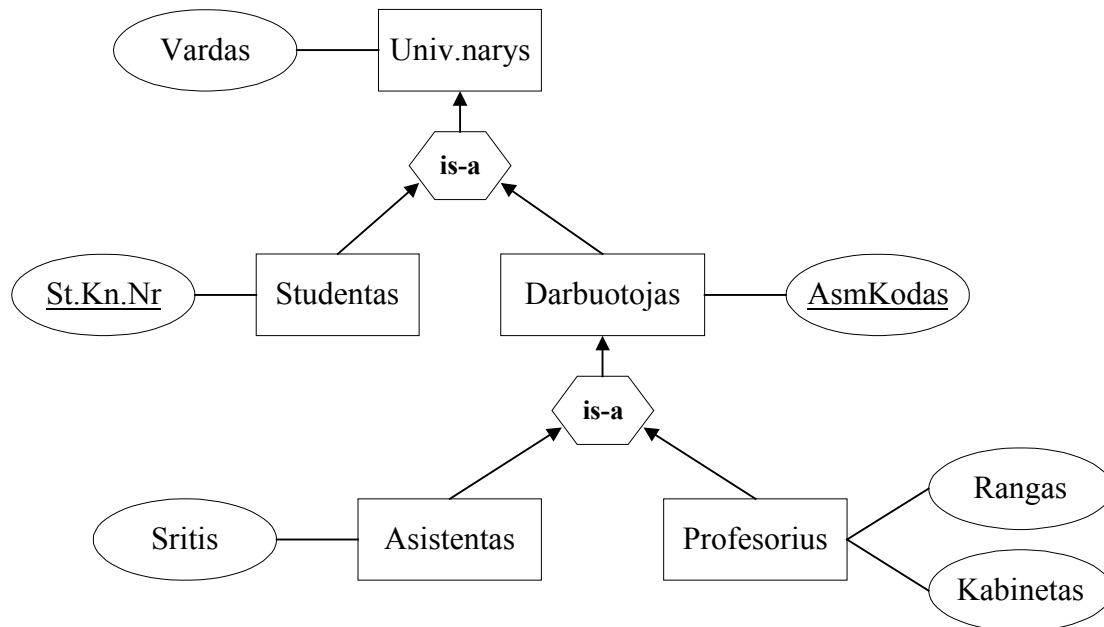 Vardas
Univ.narys
is-a
St.Kn.Nr
Studentas
Darbuotojas
AsmKodas
is-a
Sritis
Asistentas
Profesorius
Rangas
Kabinetas